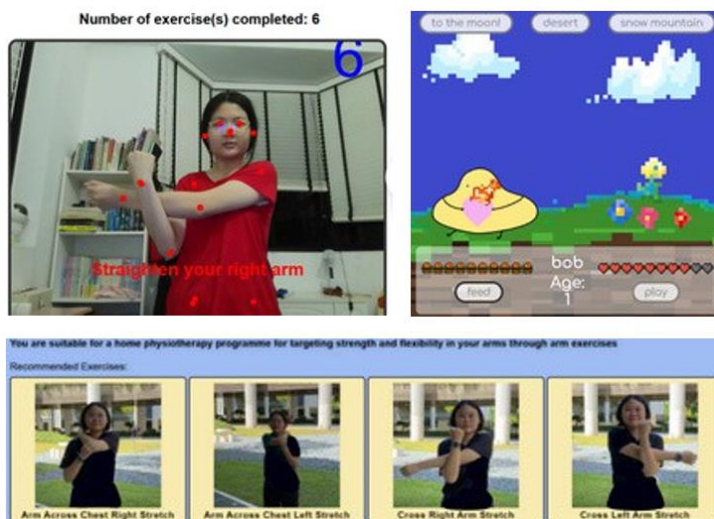 Number of exercise(s) completed: 6
6
Straighten your right arm
to the moon! desert snow mountain
bob
Age:
1
feed play
You are suitable for a home physiotherapy programme for targeting strength and flexibility in your arms through arm exercises
Recommended Exercises:
Arm Across Chest Right Stretch Arm Across Chest Left Stretch Cross Right Arm Stretch Cross Left Arm Stretch